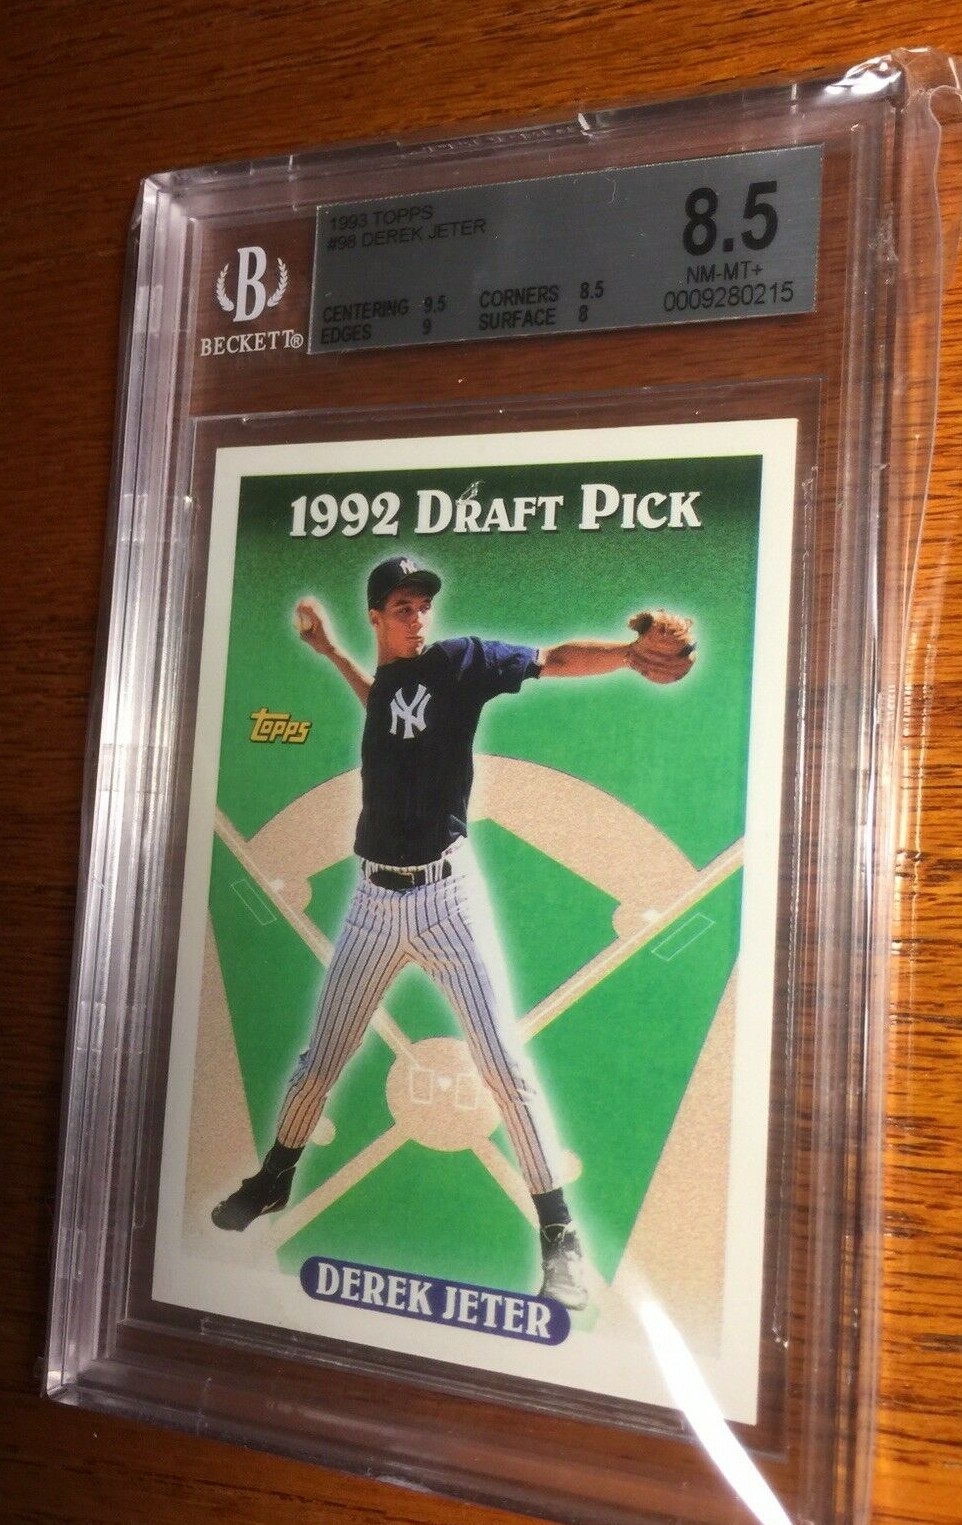 1993 TOPPS
#98 DEREK JETER
8.5
NM-MT+
0009280215
CENTERING 9.5 CORNERS 8.5
EDGES 9 SURFACE 8
B
BECKETT®
1992 DRAFT PICK
NY
NY
topps
DEREK JETER